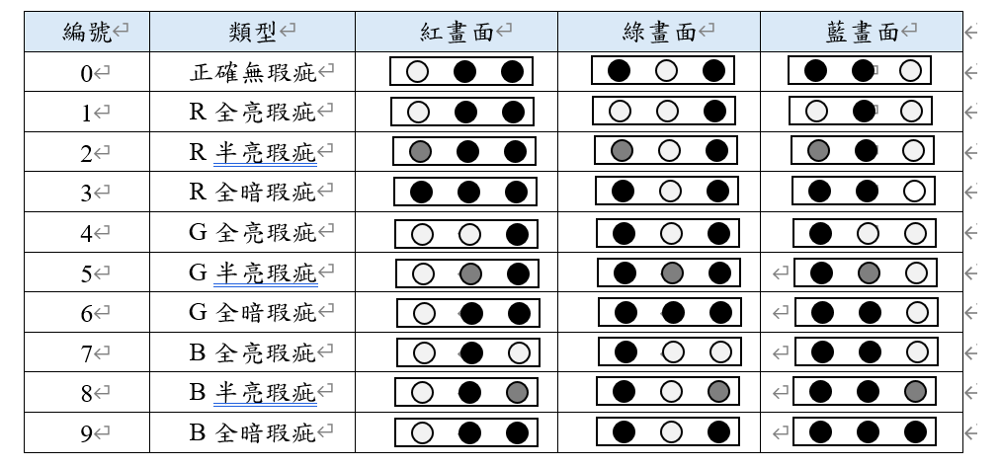 編號 類型 紅畫面 綠畫面 藍畫面
0 正確無瑕疵
1 R 全亮瑕疵
2 R 半亮瑕疵
3 R 全暗瑕疵
4 G 全亮瑕疵
5 G 半亮瑕疵
6 G 全暗瑕疵
7 B 全亮瑕疵
8 B 半亮瑕疵
9 B 全暗瑕疵